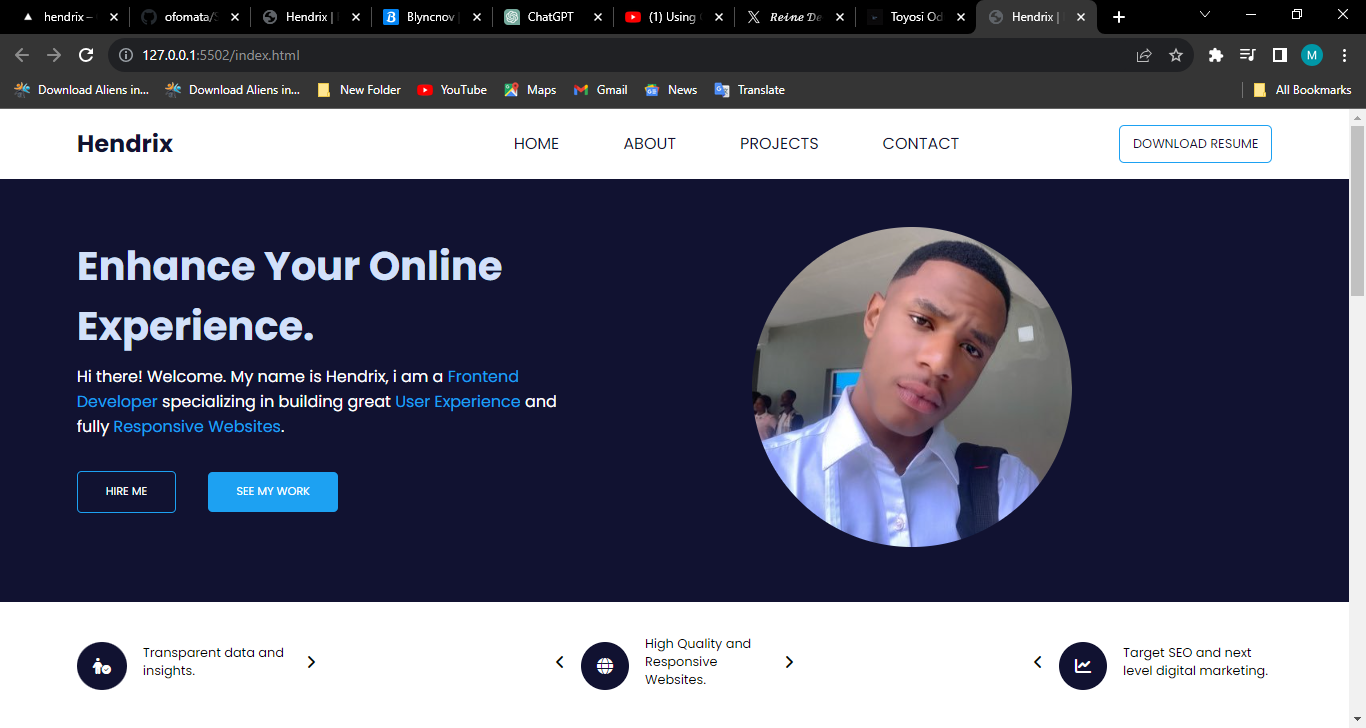 hendrix –
ofomata/
Hendrix |
Blyncnov
ChatGPT
(1) Using
𝑹𝒆𝒊𝒏𝒆 𝑫𝒆
Toyosi Od
Hendrix |
127.0.0.1:5502/index.html
M
Download Aliens in...
Download Aliens in...
New Folder
YouTube
Maps
Gmail
News
Translate
All Bookmarks
Hendrix
HOME
ABOUT
PROJECTS
CONTACT
DOWNLOAD RESUME
Enhance Your Online
Experience.
Hi there! Welcome. My name is Hendrix, i am a Frontend
Developer specializing in building great User Experience and
fully Responsive Websites.
HIRE ME
SEE MY WORK
Transparent data and
insights.
High Quality and
Responsive
Websites.
Target SEO and next
level digital marketing.